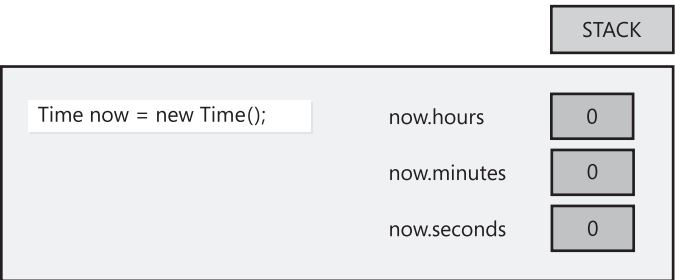 STACK
Time now = new Time();
now.hours
0
now.minutes
0
now.seconds
0